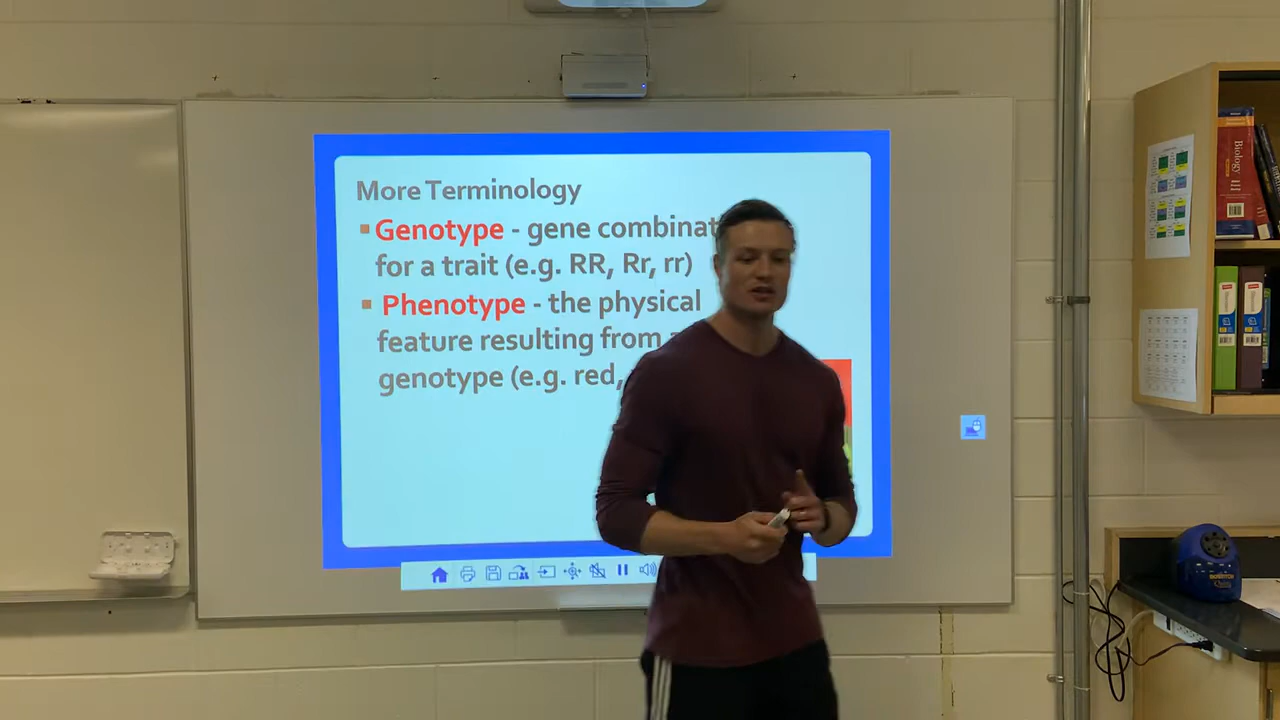 More Terminology
Genotype - gene combinat
for a trait (e.g. RR, Rr, rr)
Phenotype - the physical
feature resulting from
genotype (e.g. red,
Biology III